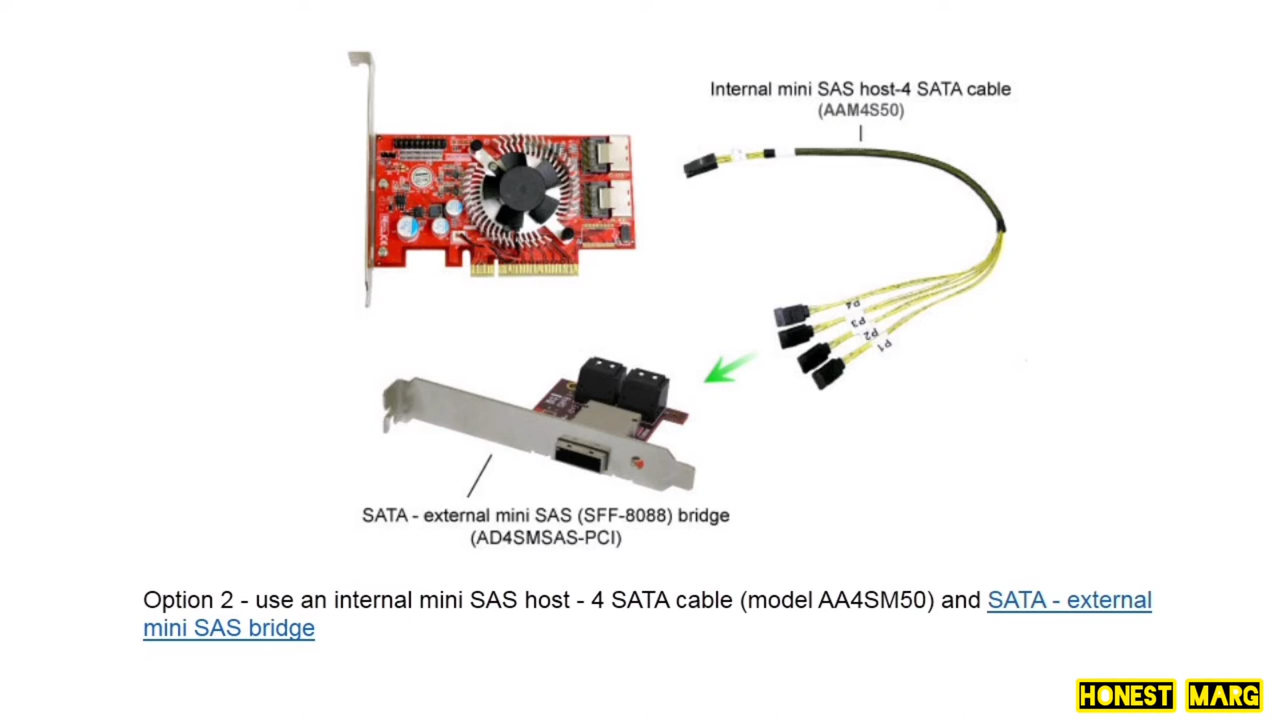 Internal mini SAS host-4 SATA cable
(AAM4S50)
P4
P3
P2
P1
SATA - external mini SAS (SFF-8088) bridge
(AD4SMSAS-PCI)
Option 2 - use an internal mini SAS host - 4 SATA cable (model AA4SM50) and SATA - external
mini SAS bridge
HONEST MARG